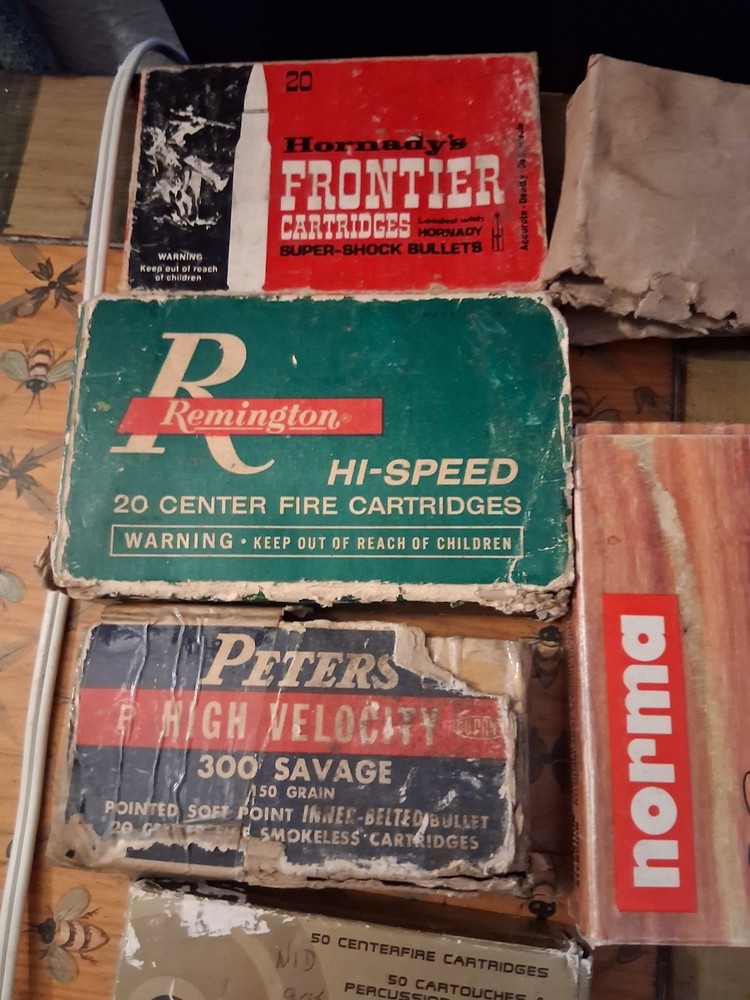 20
Hornady's
FRONTIER
CARTRIDGES
Loaded with
HORNADY
SUPER-SHOCK BULLETS
Accurate
WARNING
Keep out of reach
of children
R
Remington®
HI-SPEED
20 CENTER FIRE CARTRIDGES
WARNING • KEEP OUT OF REACH OF CHILDREN
norma
PETERS
P HIGH VELOCITY
300 SAVAGE
150 GRAIN
POINTED SOFT POINT INNER-BELTED BULLET
20 SMOKELESS CARTRIDGES
50 CENTERFIRE CARTRIDGES
50 CARTOUCHES